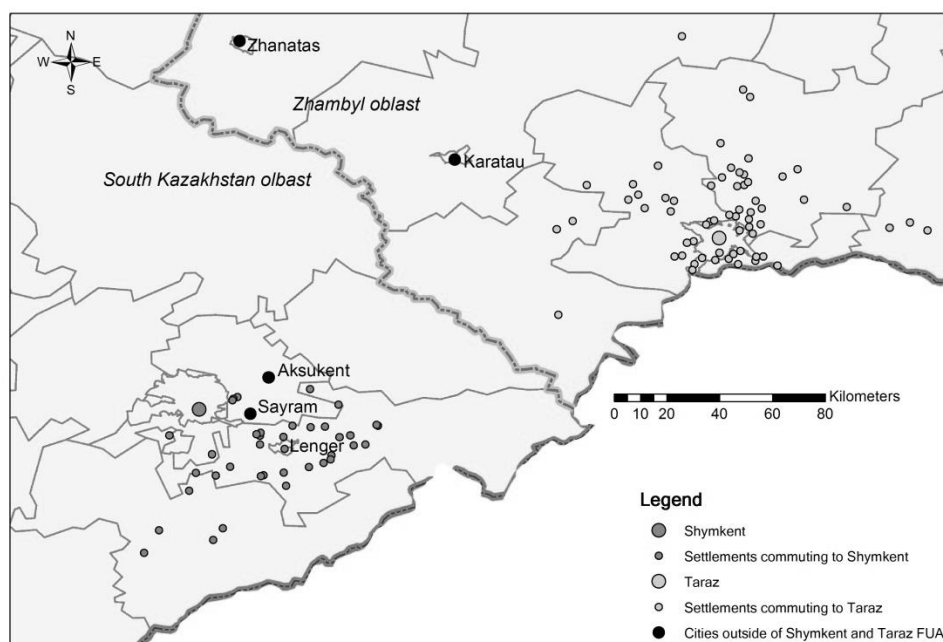 N
W E
S
Zhanatas
Zhambyl oblast
Karatau
South Kazakhstan olbast
Aksukent
Sayram
Lenger
Kilometers
0 10 20 40 60 80
Legend
Shymkent
Settlements commuting to Shymkent
Taraz
Settlements commuting to Taraz
Cities outside of Shymkent and Taraz FUA